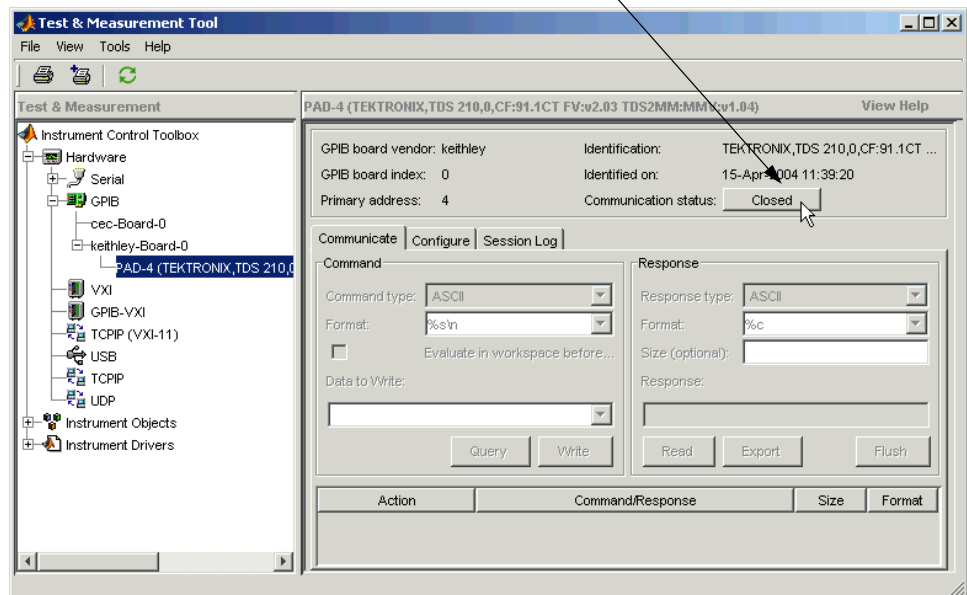 Test & Measurement Tool
File View Tools Help
Test & Measurement
PAD-4 (TEKTRONIX,TDS 210,0,CF:91.1CT FV:v2.03 TDS2MM:MMV:v1.04)
View Help
Instrument Control Toolbox
Hardware
Serial
GPIB
cec-Board-0
keithley-Board-0
PAD-4 (TEKTRONIX,TDS 210,0
VXI
GPIB-VXI
TCPIP (VXI-11)
USB
TCPIP
UDP
Instrument Objects
Instrument Drivers
GPIB board vendor: keithley
Identification: TEKTRONIX,TDS 210,0,CF:91.1CT ...
GPIB board index: 0
Identified on: 15-Apr-2004 11:39:20
Primary address: 4
Communication status: Closed
Communicate Configure Session Log
Command
Command type: ASCII
Format: %s\n
Evaluate in workspace before...
Data to Write:
Query Write
Response
Response type: ASCII
Format: %c
Size (optional):
Response:
Read Export Flush
Action Command/Response Size Format